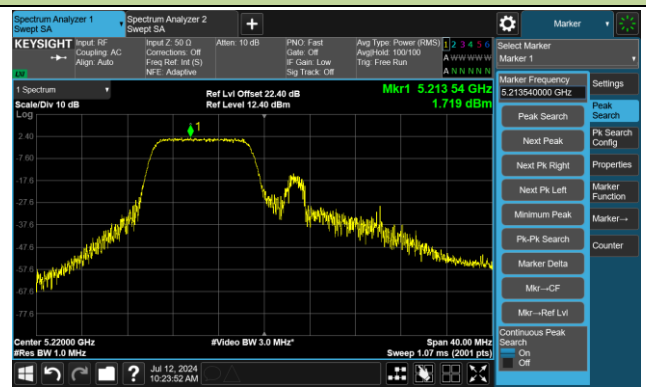 Spectrum Analyzer 1
Swept SA
Spectrum Analyzer 2
Swept SA
+
Marker
KEYSIGHT
Input: RF
Coupling: AC
Align: Auto
Input Z: 50 Ω
Corrections: Off
Freq Ref: Int (S)
NFE: Adaptive
Atten: 10 dB
PNO: Fast
Gate: Off
IF Gain: Low
Sig Track: Off
Avg Type: Power (RMS)
Avg|Hold: 100/100
Trig: Free Run
1 2 3 4 5 6
A W W W W W
A N N N N N
Select Marker
Marker 1
1 Spectrum
Scale/Div 10 dB
Log
Ref Lvl Offset 22.40 dB
Ref Level 12.40 dBm
Mkr1 5.213 54 GHz
1.719 dBm
1
2.40
-7.60
-17.6
-27.6
-37.6
-47.6
-57.6
-67.6
-77.6
Center 5.22000 GHz
#Res BW 1.0 MHz
#Video BW 3.0 MHz*
Span 40.00 MHz
Sweep 1.07 ms (2001 pts)
Marker Frequency
5.213540000 GHz
Peak Search
Next Peak
Next Pk Right
Next Pk Left
Minimum Peak
Pk-Pk Search
Marker Delta
Mkr→CF
Mkr→Ref Lvl
Continuous Peak
Search
On
Off
Settings
Peak
Search
Pk Search
Config
Properties
Marker
Function
Marker→
Counter
?
Jul 12, 2024
10:23:52 AM